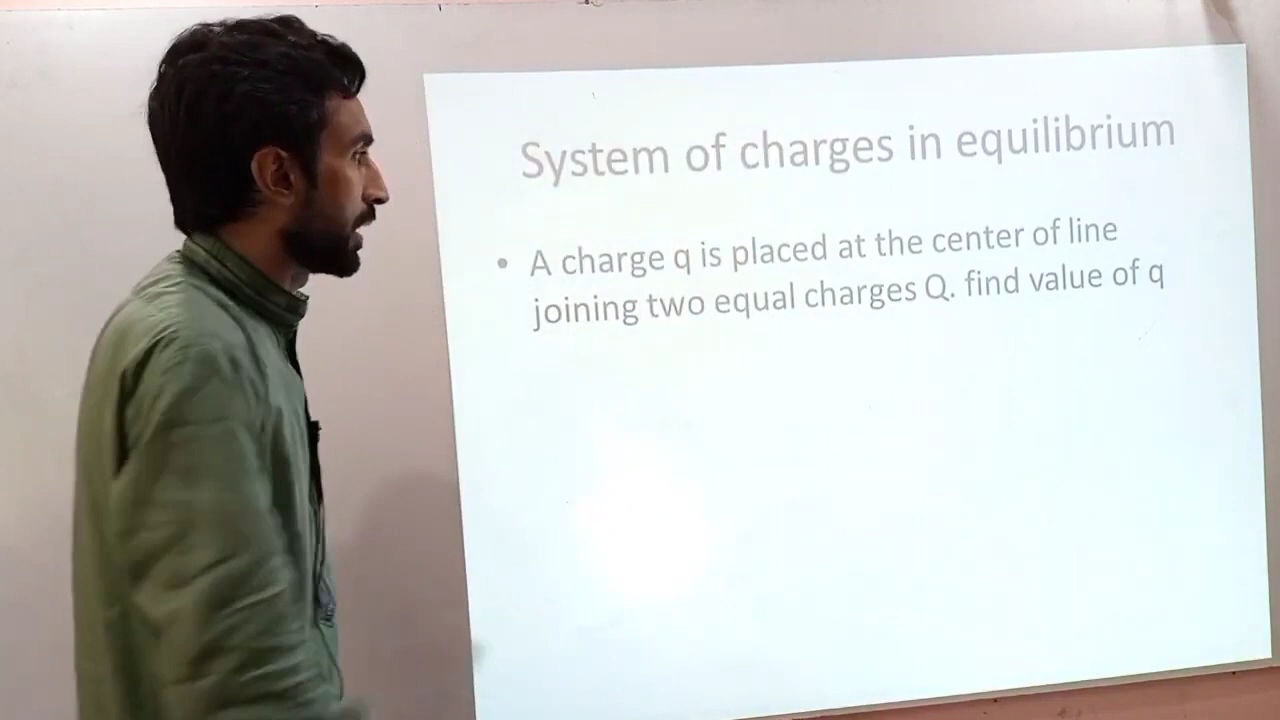 System of charges in equilibrium
• A charge q is placed at the center of line
joining two equal charges Q. find value of q